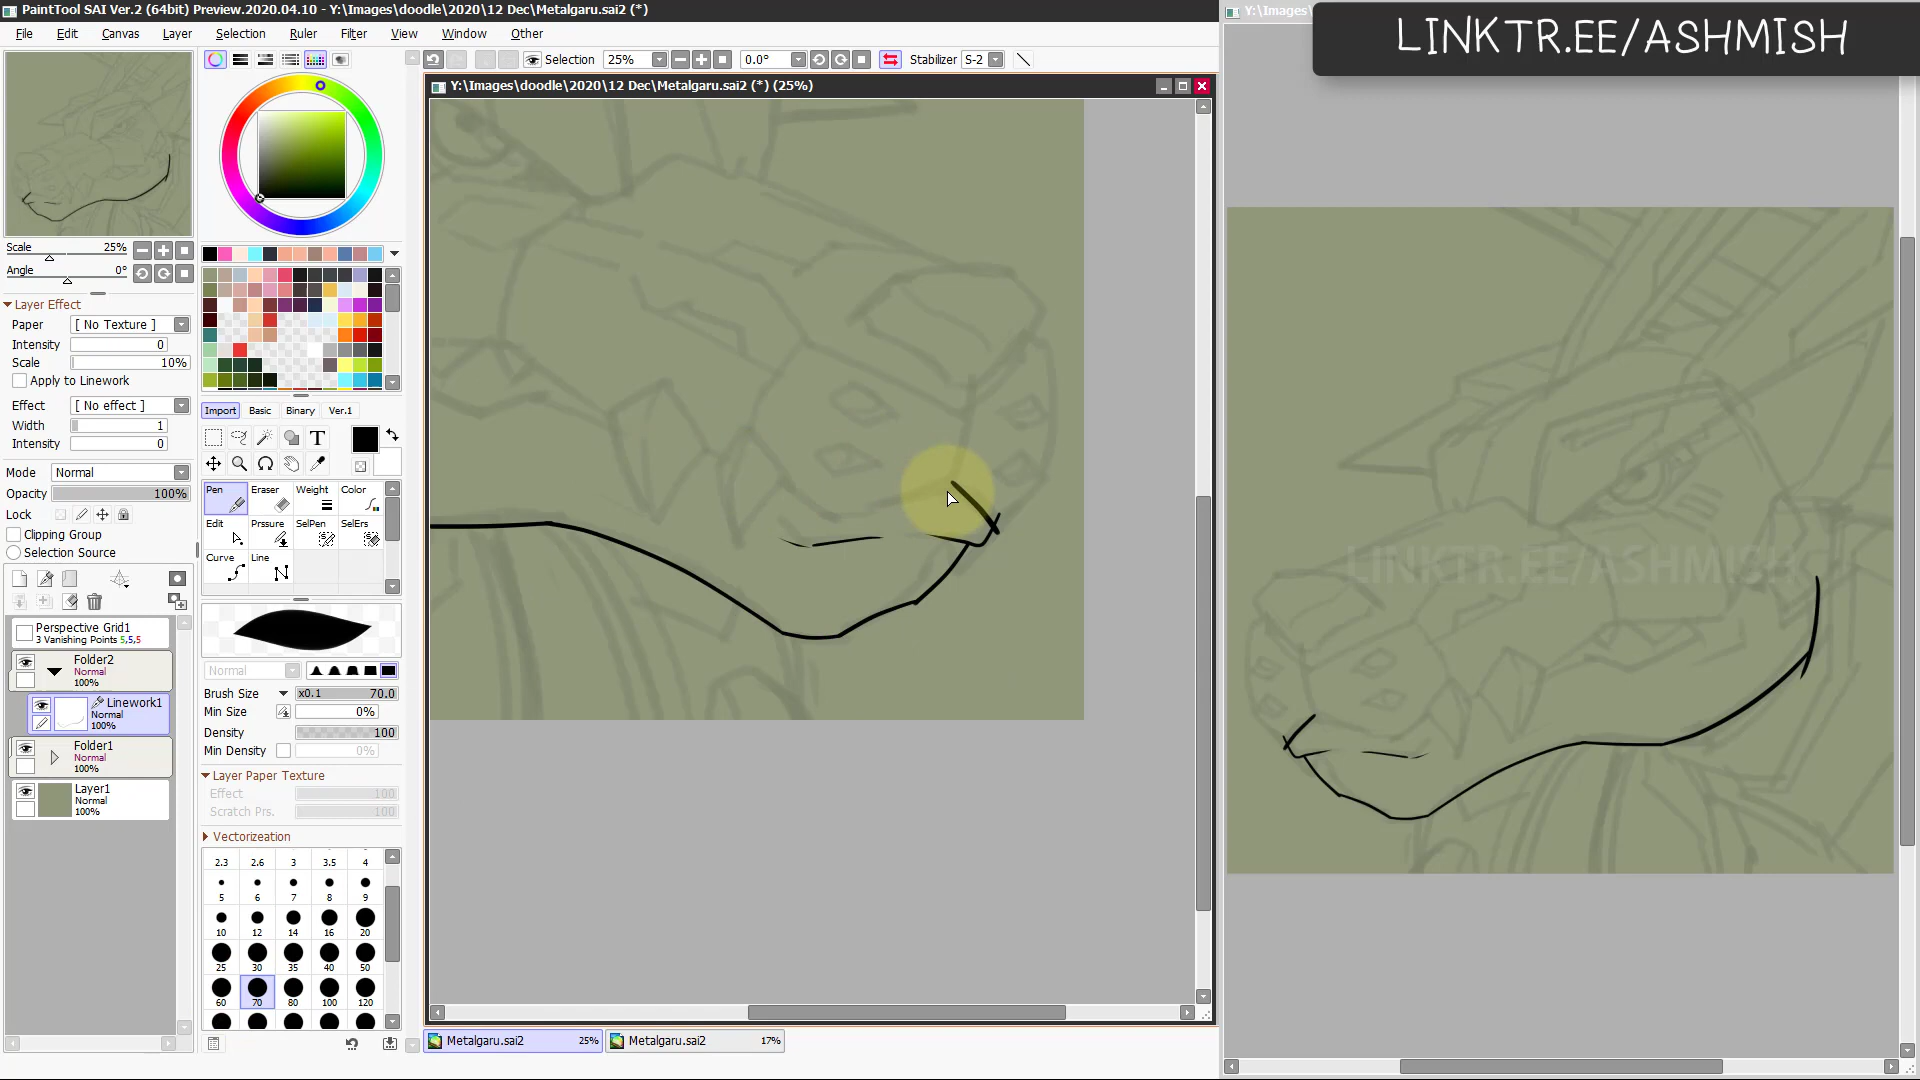 PaintTool SAI Ver.2 (64bit) Preview.2020.04.10 - Y:\Images\doodle\2020\12 Dec\Metalgaru.sai2 (*)
Y:\Images\
LINKTR.EE/ASHMISH
File Edit Canvas Layer Selection Ruler Filter View Window Other
Selection 25% 0.0° Stabilizer S-2
Y:\Images\doodle\2020\12 Dec\Metalgaru.sai2 (*) (25%)
Scale 25%
Angle 0°
Layer Effect
Paper [ No Texture ]
Intensity 0
Scale 10%
Apply to Linework
Effect [ No effect ]
Width 1
Intensity 0
Mode Normal
Opacity 100%
Lock
Clipping Group
Selection Source
Perspective Grid1
3 Vanishing Points 5,5,5
Folder2
Normal
100%
Linework1
Normal
100%
Folder1
Normal
100%
Layer1
Normal
100%
Import Basic Binary Ver.1
T
Pen Eraser Weight Color
Edit Prssure SelPen SelErs
Curve Line
Normal
Brush Size x0.1 70.0
Min Size 0%
Density 100
Min Density 0%
Layer Paper Texture
Effect 100
Scratch Prs. 100
Vectorizeation
2.3 2.6 3 3.5 4
5 6 7 8 9
10 12 14 16 20
25 30 35 40 50
60 70 80 100 120
Metalgaru.sai2 25% Metalgaru.sai2 17%
LINKTR.EE/ASHMISH